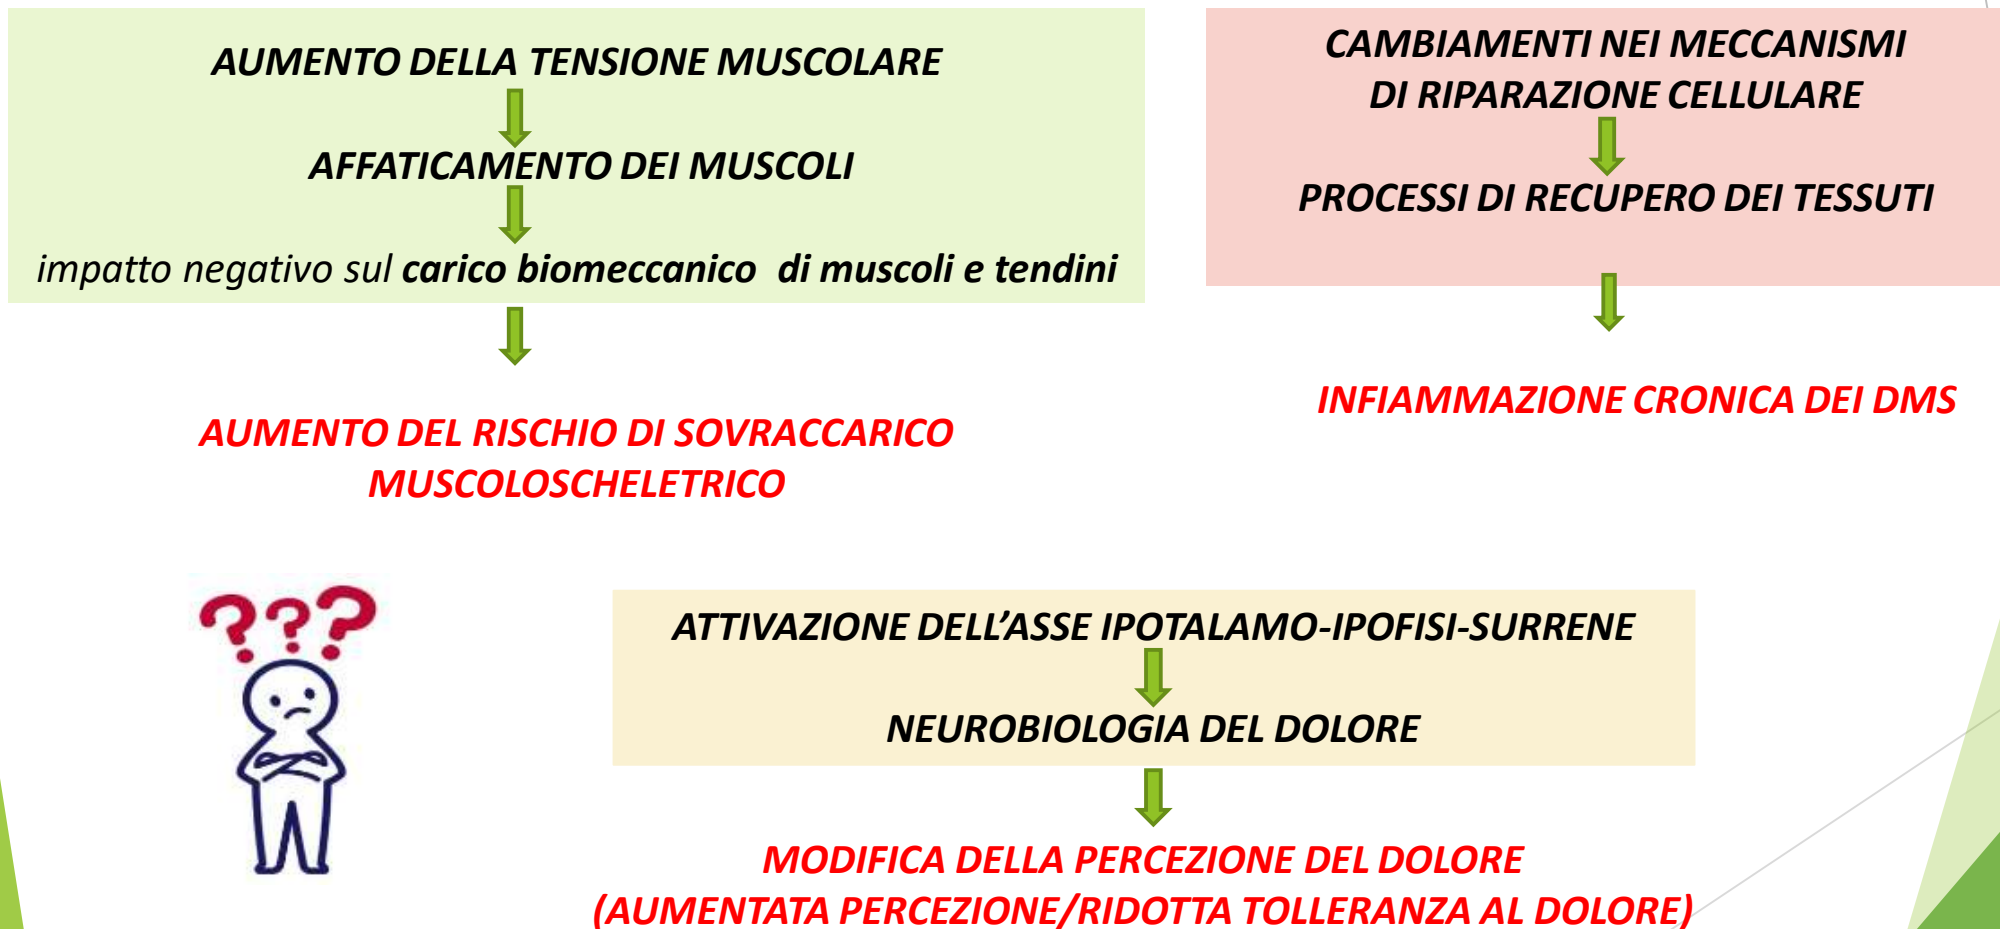 AUMENTO DELLA TENSIONE MUSCOLARE
AFFATICAMENTO DEI MUSCOLI
impatto negativo sul carico biomeccanico di muscoli e tendini
AUMENTO DEL RISCHIO DI SOVRACCARICO
MUSCOLOSCHELETRICO
CAMBIAMENTI NEI MECCANISMI
DI RIPARAZIONE CELLULARE
PROCESSI DI RECUPERO DEI TESSUTI
INFIAMMAZIONE CRONICA DEI DMS
???
ATTIVAZIONE DELL’ASSE IPOTALAMO-IPOFISI-SURRENE
NEUROBIOLOGIA DEL DOLORE
MODIFICA DELLA PERCEZIONE DEL DOLORE
(AUMENTATA PERCEZIONE/RIDOTTA TOLLERANZA AL DOLORE)